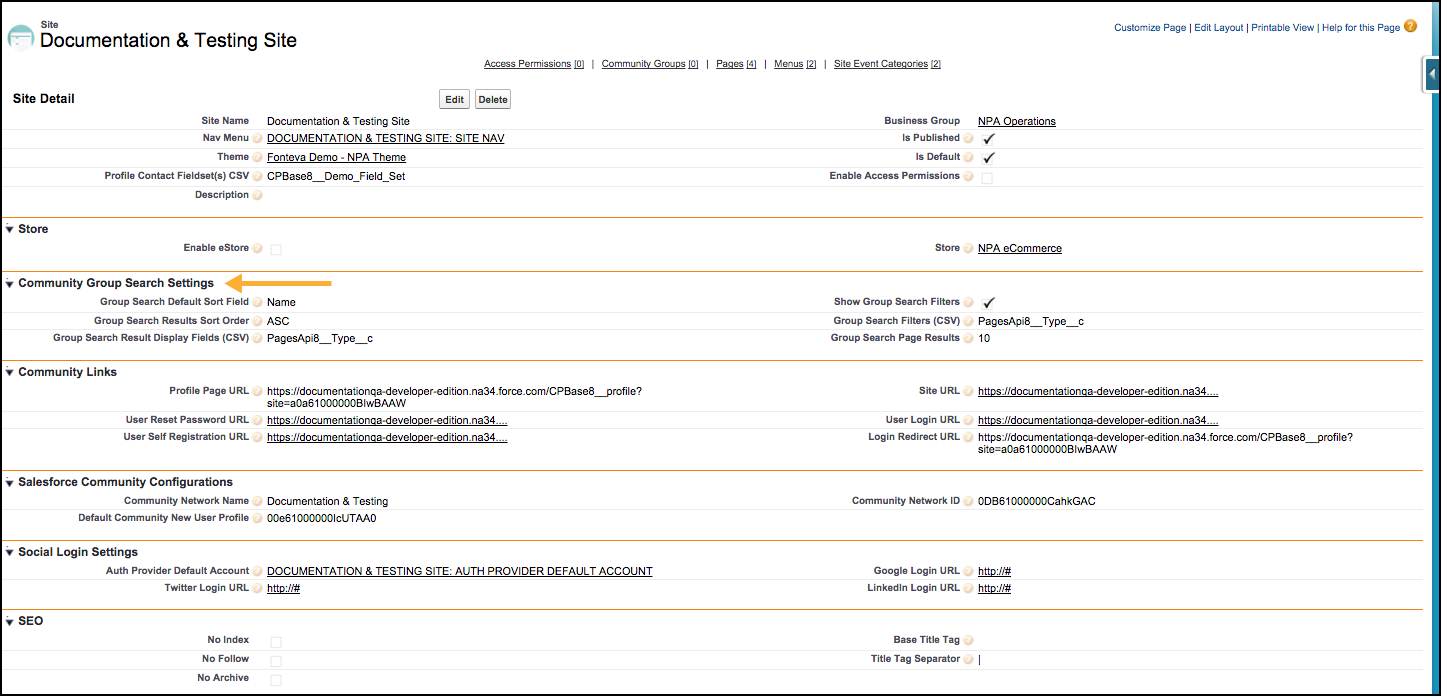 Site
Documentation & Testing Site
Customize Page | Edit Layout | Printable View | Help for this Page ?
Access Permissions [0] | Community Groups [0] | Pages [4] | Menus [2] | Site Event Categories [2]
Site Detail Edit Delete
Site Name Documentation & Testing Site Business Group NPA Operations
Nav Menu ? DOCUMENTATION & TESTING SITE: SITE NAV Is Published ?
Theme ? Fonteva Demo - NPA Theme Is Default ?
Profile Contact Fieldset(s) CSV ? CPBase8__Demo_Field_Set Enable Access Permissions ?
Description ?
Store
Enable eStore ? Store ? NPA eCommerce
Community Group Search Settings
Group Search Default Sort Field ? Name Show Group Search Filters ?
Group Search Results Sort Order ? ASC Group Search Filters (CSV) ? PagesApi8__Type__c
Group Search Result Display Fields (CSV) ? PagesApi8__Type__c Group Search Page Results ? 10
Community Links
Profile Page URL ? https://documentationqa-developer-edition.na34.force.com/CPBase8__profile? Site URL ? https://documentationqa-developer-edition.na34....
site=a0a61000000BIwBAAW
User Reset Password URL ? https://documentationqa-developer-edition.na34.... User Login URL ? https://documentationqa-developer-edition.na34....
User Self Registration URL ? https://documentationqa-developer-edition.na34.... Login Redirect URL ? https://documentationqa-developer-edition.na34.force.com/CPBase8__profile?
site=a0a61000000BIwBAAW
Salesforce Community Configurations
Community Network Name ? Documentation & Testing Community Network ID ? 0DB61000000CahkGAC
Default Community New User Profile ? 00e61000000IcUTAA0
Social Login Settings
Auth Provider Default Account ? DOCUMENTATION & TESTING SITE: AUTH PROVIDER DEFAULT ACCOUNT Google Login URL ? http://#
Twitter Login URL ? http://# LinkedIn Login URL ? http://#
SEO
No Index Base Title Tag ?
No Follow Title Tag Separator ? |
No Archive